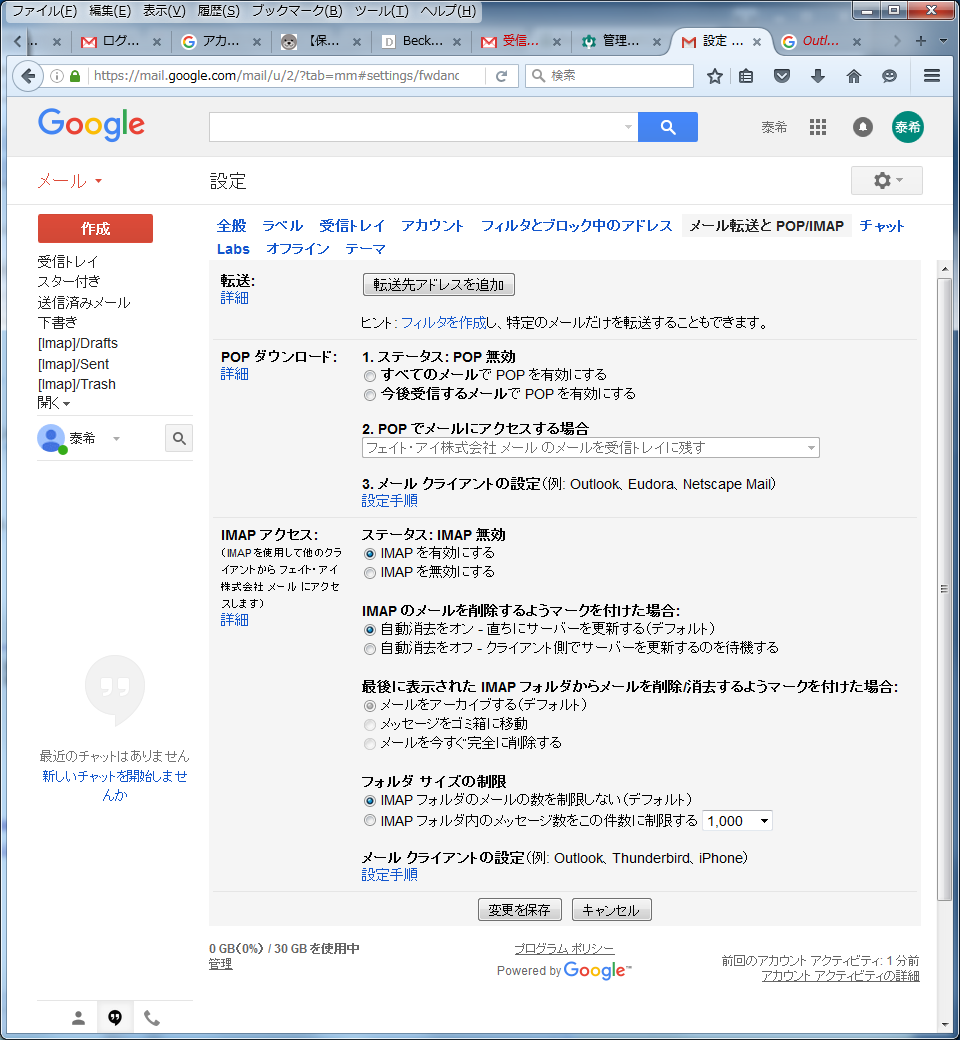 ファイル(F) 編集(E) 表示(V) 履歴(S) ブックマーク(B) ツール(T) ヘルプ(H)
.. ログ... アカ... 【保... Beck... 受信... 管理... 設定 ... Outl...
https://mail.google.com/mail/u/2/?tab=mm#settings/fwdanc
検索
Google
泰希
泰希
メール
設定
作成
受信トレイ
スター付き
送信済みメール
下書き
[Imap]/Drafts
[Imap]/Sent
[Imap]/Trash
開く
泰希
最近のチャットはありません
新しいチャットを開始しませ
んか
全般 ラベル 受信トレイ アカウント フィルタとブロック中のアドレス メール転送と POP/IMAP チャット
Labs オフライン テーマ
転送:
詳細
転送先アドレスを追加
ヒント: フィルタを作成し、特定のメールだけを転送することもできます。
POP ダウンロード:
詳細
1. ステータス: POP 無効
すべてのメールで POP を有効にする
今後受信するメールで POP を有効にする
2. POP でメールにアクセスする場合
フェイト・アイ株式会社 メール のメールを受信トレイに残す
3. メール クライアントの設定(例: Outlook、Eudora、Netscape Mail)
設定手順
IMAP アクセス:
(IMAP を使用して他のクラ
イアントから フェイト・アイ
株式会社 メール にアクセ
スします)
詳細
ステータス: IMAP 無効
IMAP を有効にする
IMAP を無効にする
IMAP のメールを削除するようマークを付けた場合:
自動消去をオン - 直ちにサーバーを更新する(デフォルト)
自動消去をオフ - クライアント側でサーバーを更新するのを待機する
最後に表示された IMAP フォルダからメールを削除/消去するようマークを付けた場合:
メールをアーカイブする(デフォルト)
メッセージをゴミ箱に移動
メールを今すぐ完全に削除する
フォルダ サイズの制限
IMAP フォルダのメールの数を制限しない(デフォルト)
IMAP フォルダ内のメッセージ数をこの件数に制限する 1,000
メール クライアントの設定(例: Outlook、Thunderbird、iPhone)
設定手順
変更を保存 キャンセル
0 GB(0%) / 30 GB を使用中
管理
プログラム ポリシー
Powered by Google™
前回のアカウント アクティビティ: 1 分前
アカウント アクティビティの詳細